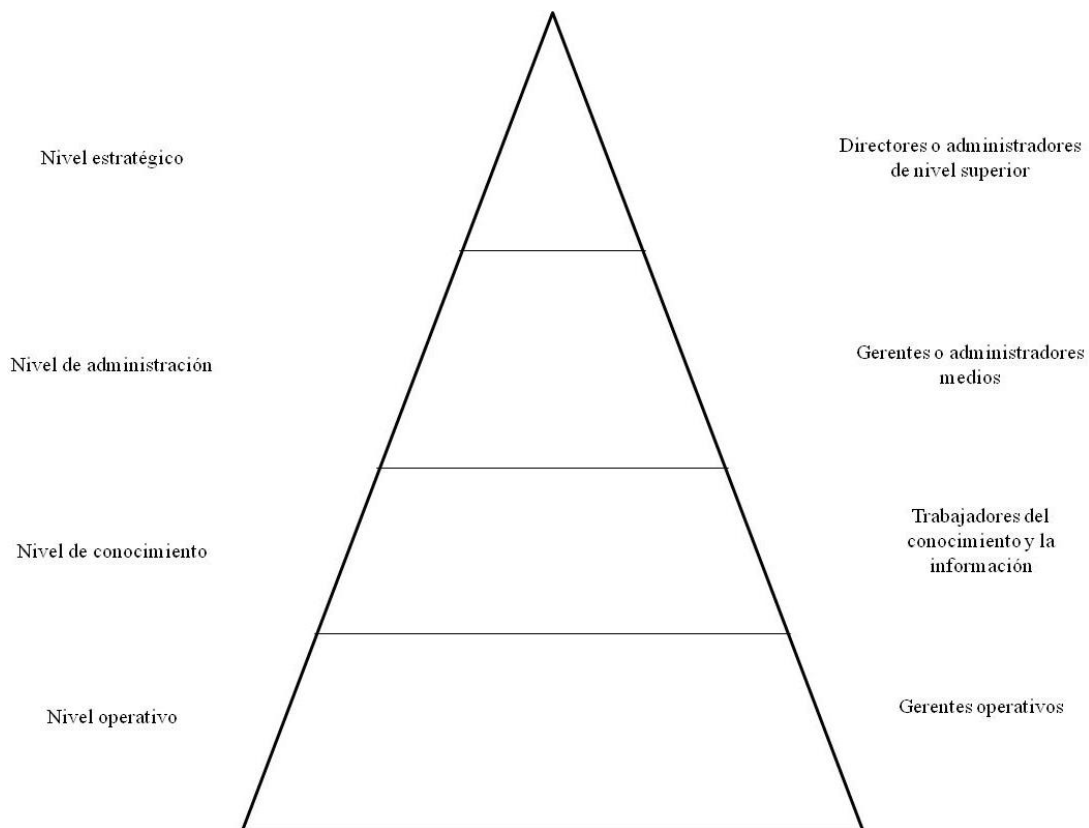 Nivel estratégico
Directores o administradores
de nivel superior
Nivel de administración
Gerentes o administradores
medios
Nivel de conocimiento
Trabajadores del
conocimiento y la
información
Nivel operativo
Gerentes operativos